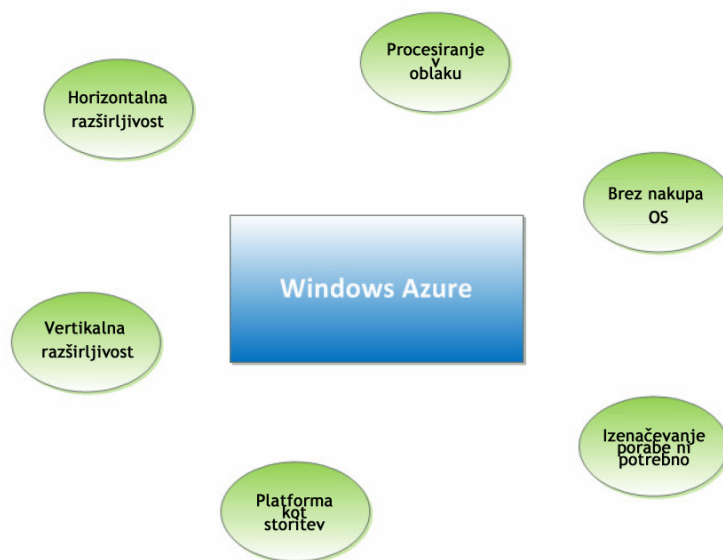 Procesiranje
v
oblaku
Horizontalna
razširljivost
Brez nakupa
OS
Windows Azure
Vertikalna
razširljivost
Izenačevanje
porabe ni
potrebno
Platforma
kot
storitev